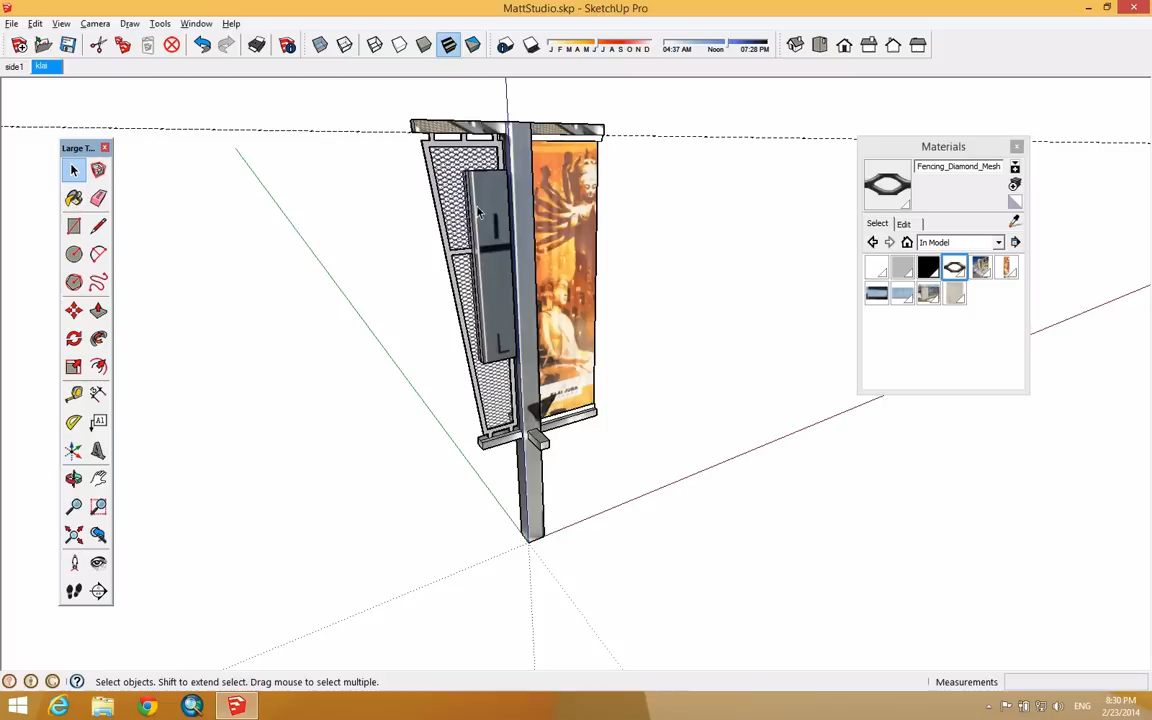 MattStudio.skp - SketchUp Pro
File Edit View Camera Draw Tools Window Help
J F M A M J J A S O N D
04:37 AM Noon 07:28 PM
side1 klai
Large T...
A1
Materials
Fencing_Diamond_Mesh
Select Edit
In Model
I
L
Select objects. Shift to extend select. Drag mouse to select multiple.
Measurements
ENG
8:30 PM
2/23/2014